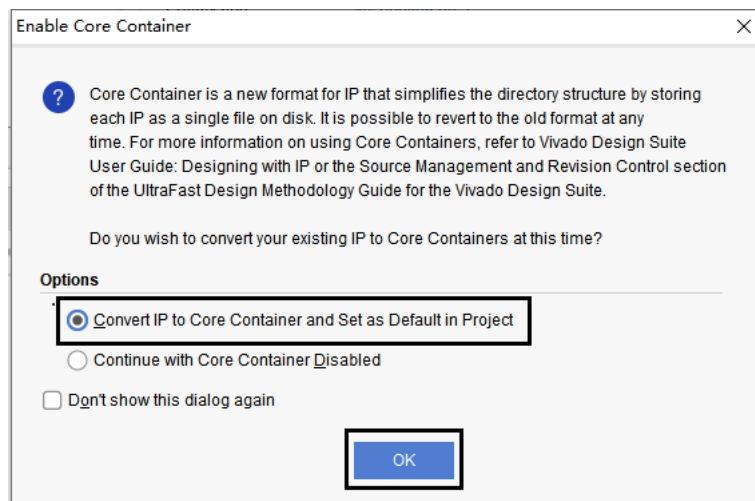 Enable Core Container
Core Container is a new format for IP that simplifies the directory structure by storing
each IP as a single file on disk. It is possible to revert to the old format at any
time. For more information on using Core Containers, refer to Vivado Design Suite
User Guide: Designing with IP or the Source Management and Revision Control section
of the UltraFast Design Methodology Guide for the Vivado Design Suite.
Do you wish to convert your existing IP to Core Containers at this time?
Options
Convert IP to Core Container and Set as Default in Project
Continue with Core Container Disabled
Don't show this dialog again
OK